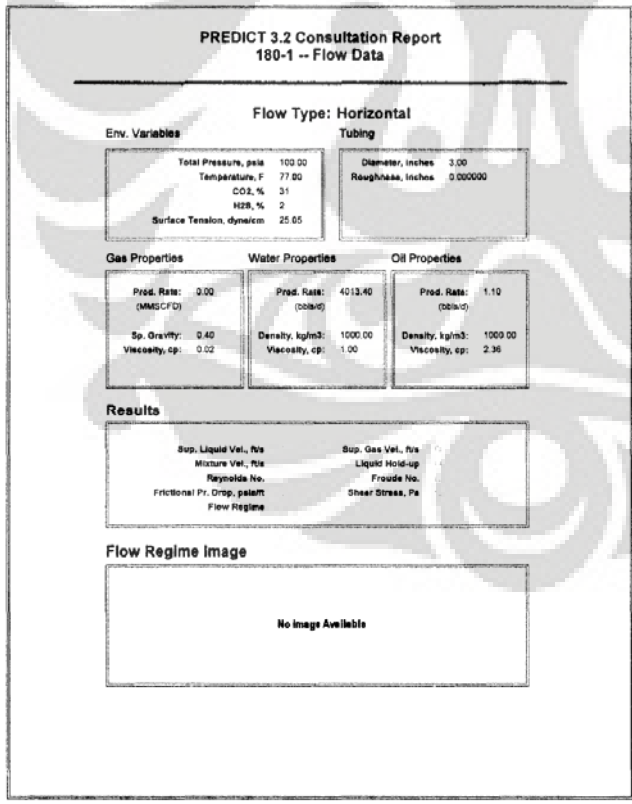 PREDICT 3.2 Consultation Report
180-1 -- Flow Data
Flow Type: Horizontal
Env. Variables
Total Pressure, psia 100.00
Temperature, F 77.00
CO2, % 31
H2S, % 2
Surface Tension, dyne/cm 25.05
Tubing
Diameter, inches 3.00
Roughness, inches 0.000000
Gas Properties
Prod. Rate: 0.00
(MMSCFD)
Sp. Gravity: 0.40
Viscosity, cp: 0.02
Water Properties
Prod. Rate: 4013.40
(bbls/d)
Density, kg/m3: 1000.00
Viscosity, cp: 1.00
Oil Properties
Prod. Rate: 1.10
(bbls/d)
Density, kg/m3: 1000.00
Viscosity, cp: 2.36
Results
Sup. Liquid Vel., ft/s
Mixture Vel., ft/s
Reynolds No.
Frictional Pr. Drop, psia/ft
Flow Regime
Sup. Gas Vel., ft/s
Liquid Hold-up
Froude No.
Shear Stress, Pa
Flow Regime Image
No Image Available